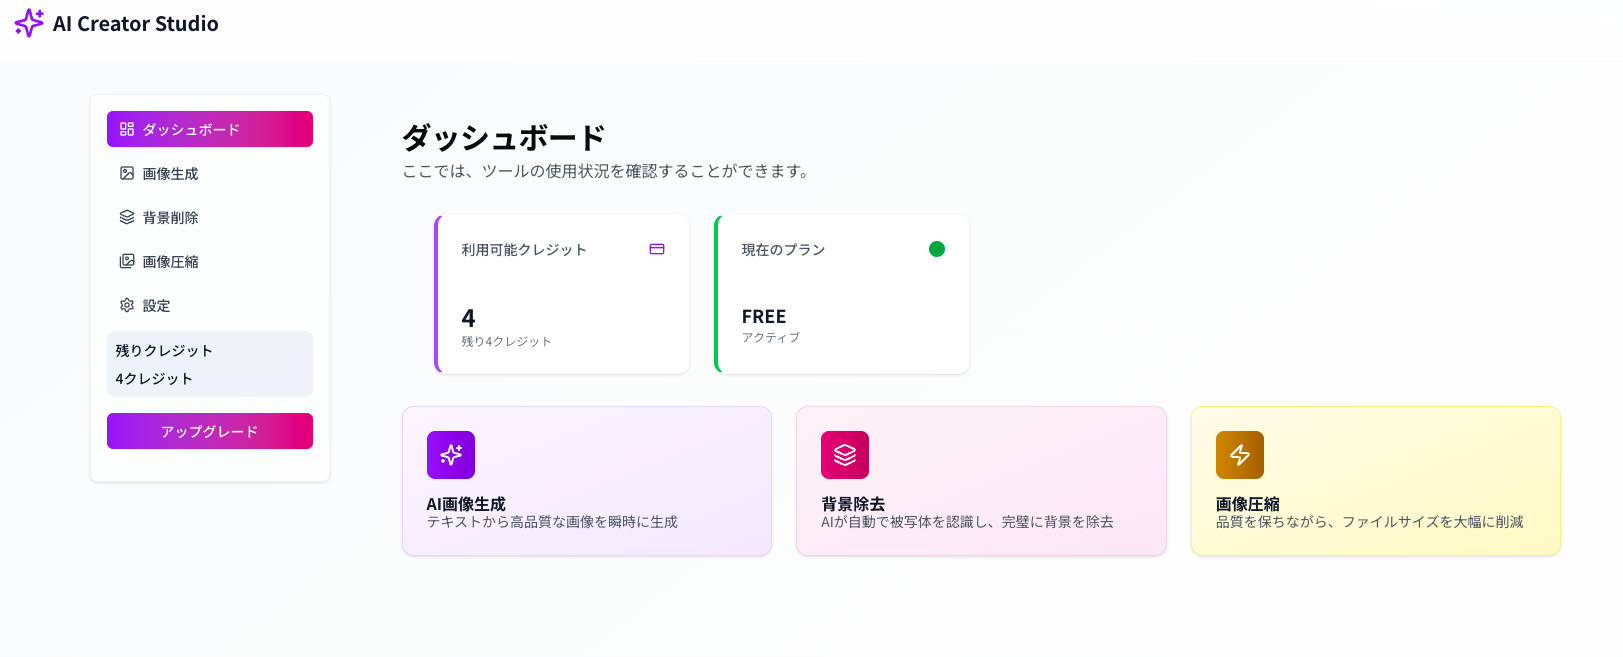 AI Creator Studio
ダッシュボード
画像生成
背景削除
画像圧縮
設定
残りクレジット
4クレジット
アップグレード
ダッシュボード
ここでは、ツールの使用状況を確認することができます。
利用可能クレジット
4
残り4クレジット
現在のプラン
FREE
アクティブ
AI画像生成
テキストから高品質な画像を瞬時に生成
背景除去
AIが自動で被写体を認識し、完璧に背景を除去
画像圧縮
品質を保ちながら、ファイルサイズを大幅に削減